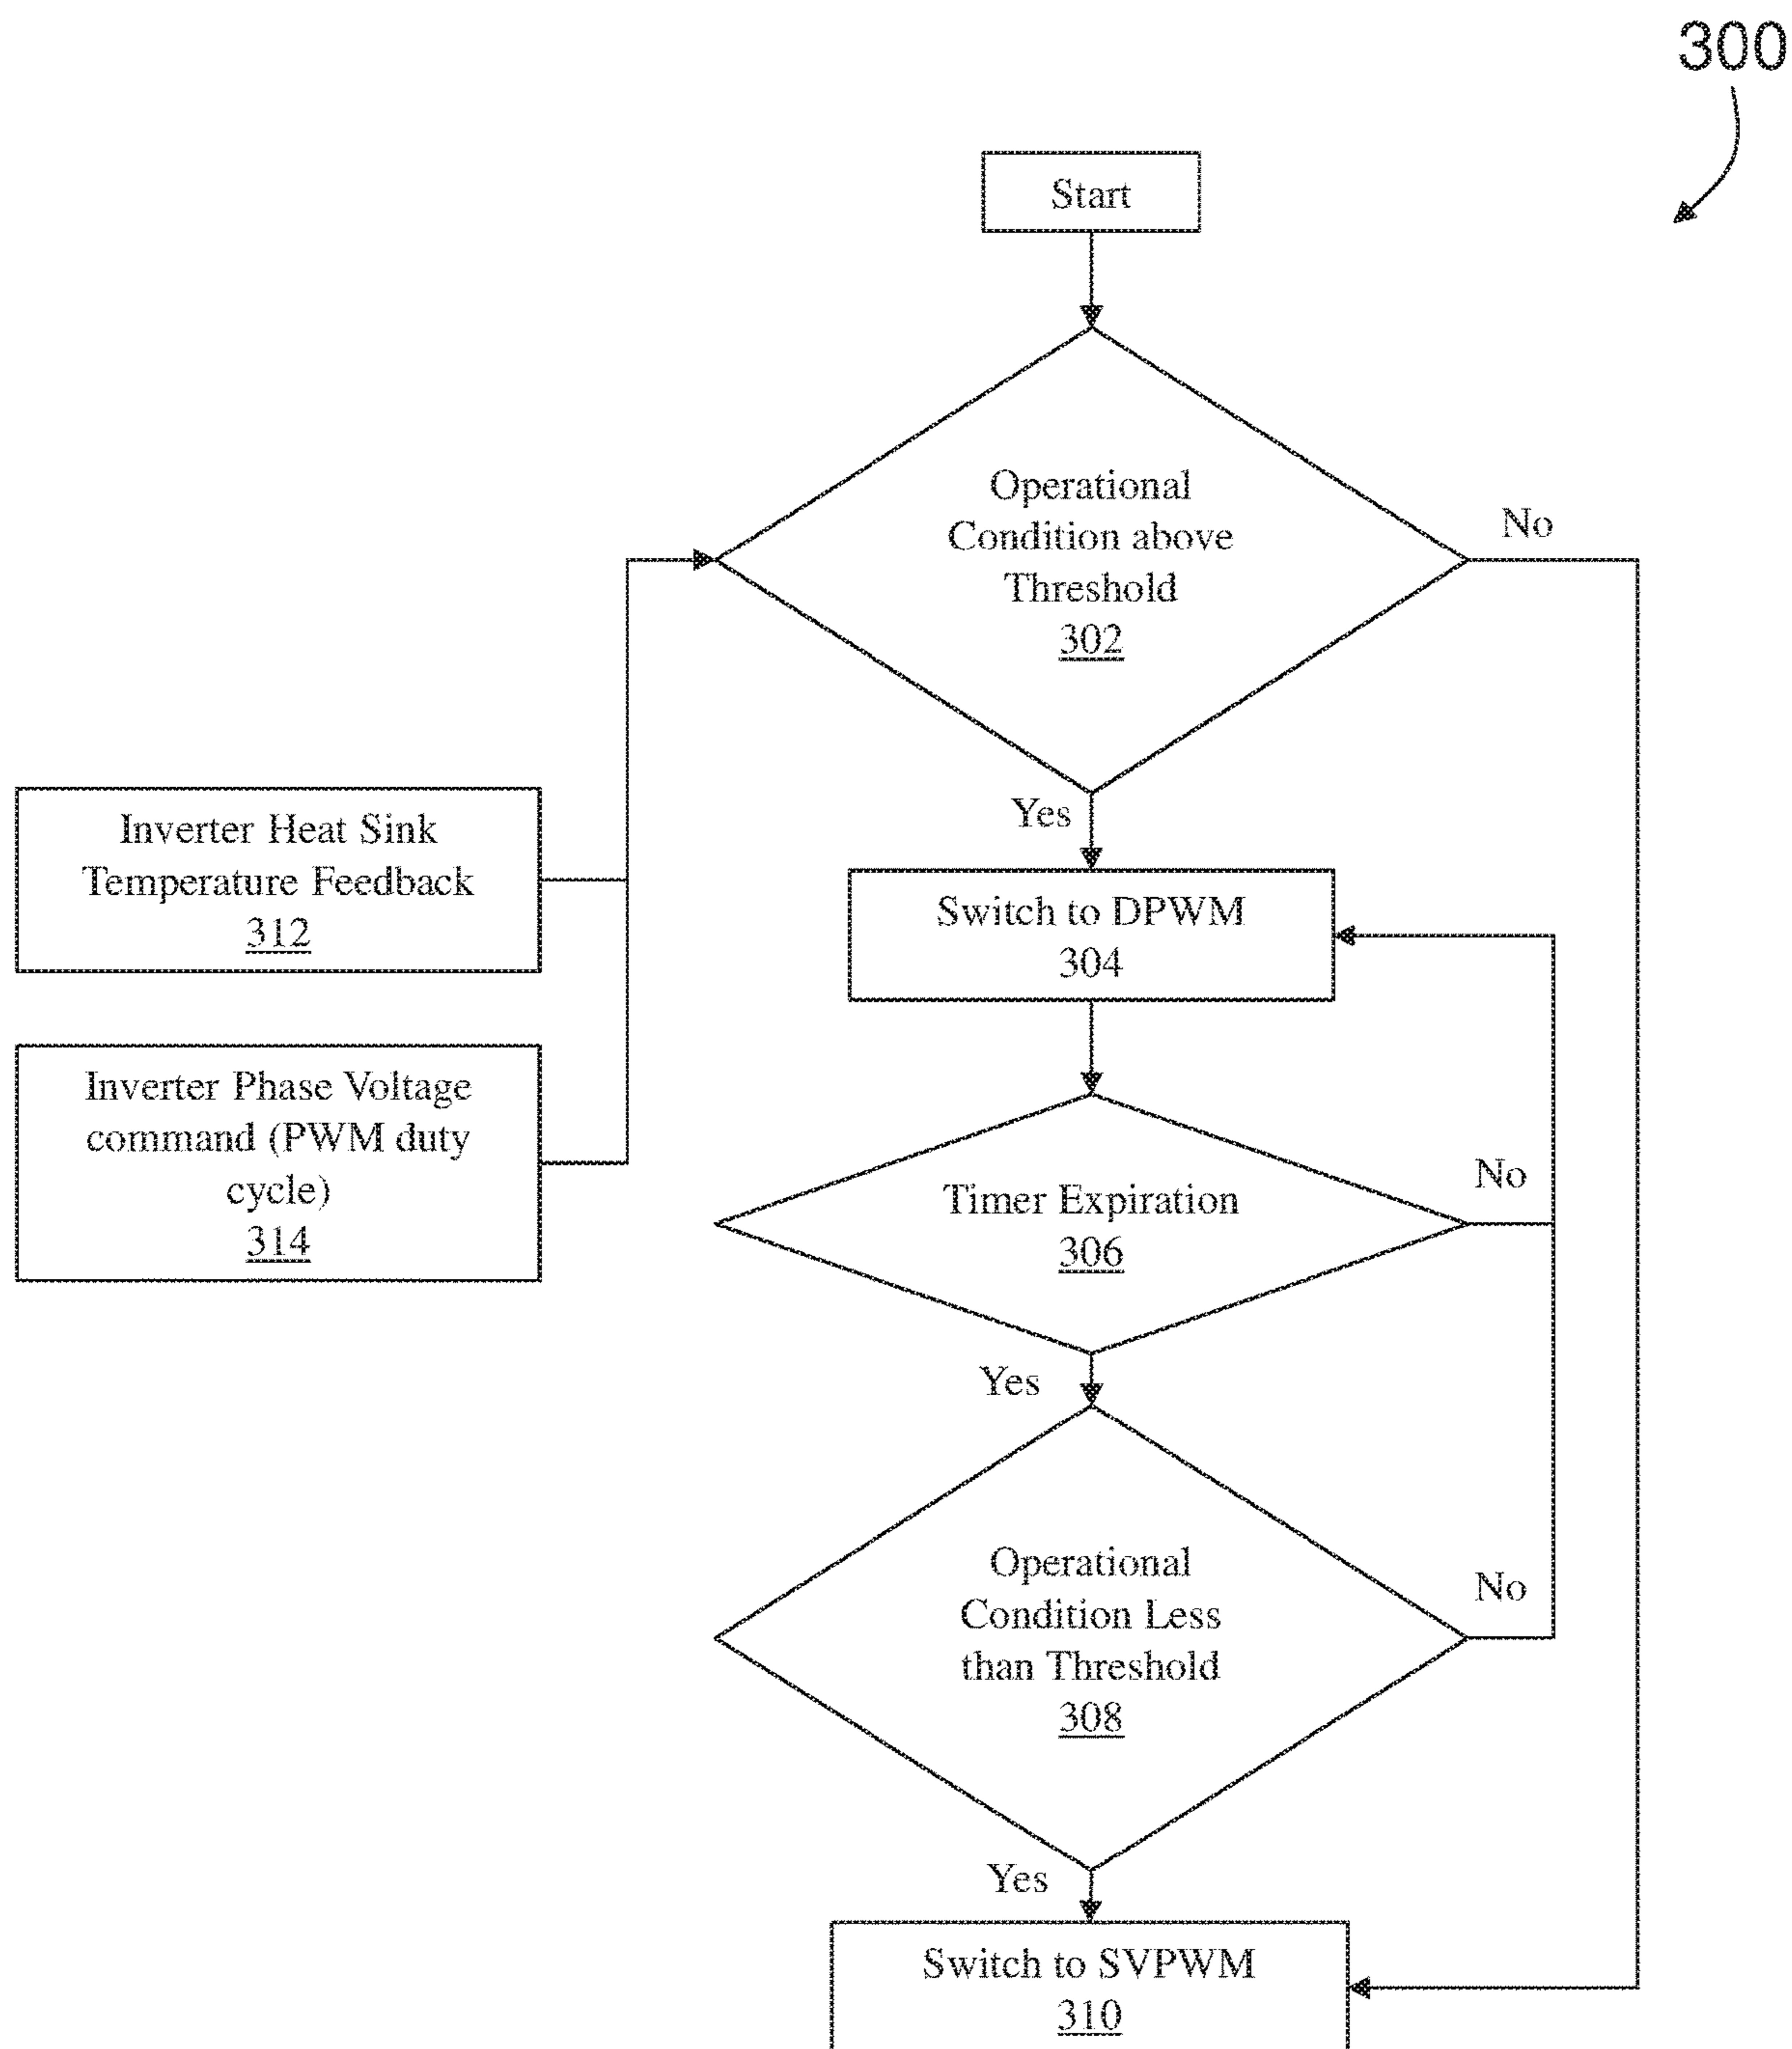 300
Start
Operational
Condition above
Threshold
302
No
Yes
Inverter Heat Sink
Temperature Feedback
312
Switch to DPWM
304
Inverter Phase Voltage
command (PWM duty
cycle)
314
Timer Expiration
306
No
Yes
Operational
Condition Less
than Threshold
308
No
Yes
Switch to SVPWM
310